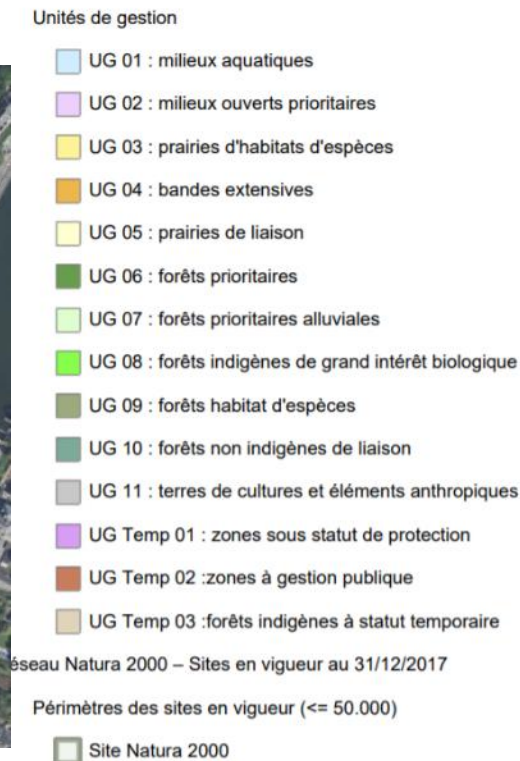 Unités de gestion
UG 01 : milieux aquatiques
UG 02 : milieux ouverts prioritaires
UG 03 : prairies d'habitats d'espèces
UG 04 : bandes extensives
UG 05 : prairies de liaison
UG 06 : forêts prioritaires
UG 07 : forêts prioritaires alluviales
UG 08 : forêts indigènes de grand intérêt biologique
UG 09 : forêts habitat d'espèces
UG 10 : forêts non indigènes de liaison
UG 11 : terres de cultures et éléments anthropiques
UG Temp 01 : zones sous statut de protection
UG Temp 02 :zones à gestion publique
UG Temp 03 :forêts indigènes à statut temporaire
éseau Natura 2000 – Sites en vigueur au 31/12/2017
Périmètres des sites en vigueur (<= 50.000)
Site Natura 2000